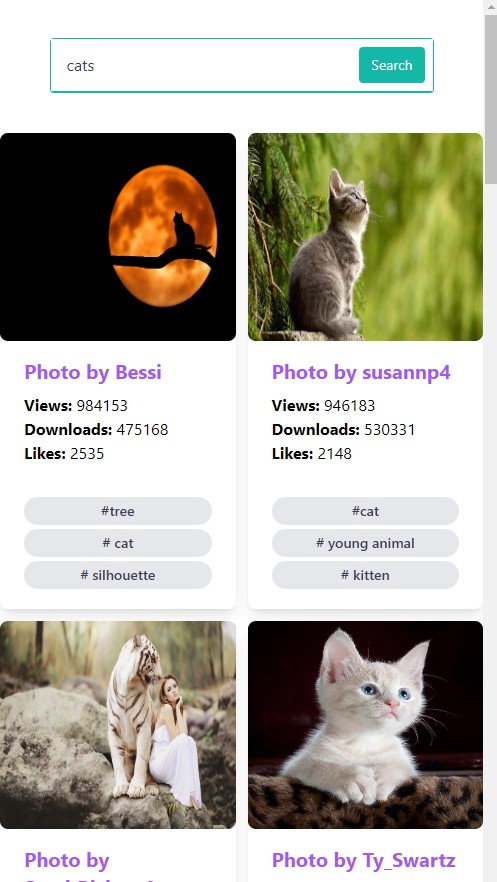 cats
Search
Photo by Bessi
Views: 984153
Downloads: 475168
Likes: 2535
#tree
# cat
# silhouette
Photo by susannp4
Views: 946183
Downloads: 530331
Likes: 2148
#cat
# young animal
# kitten
Photo by
Photo by Ty_Swartz